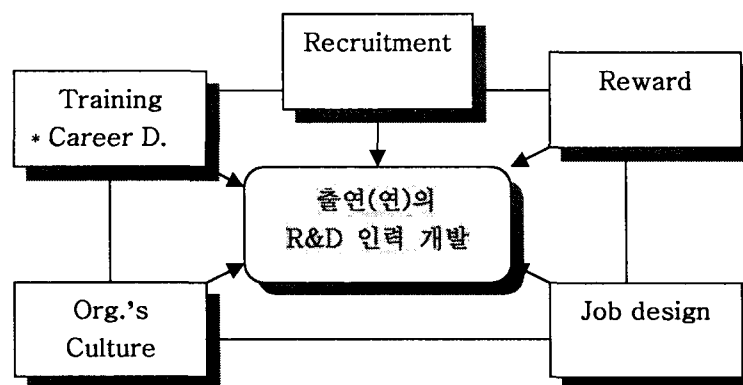 Recruitment
Training
* Career D.
Reward
출연(연)의
R&D 인력 개발
Org.'s
Culture
Job design